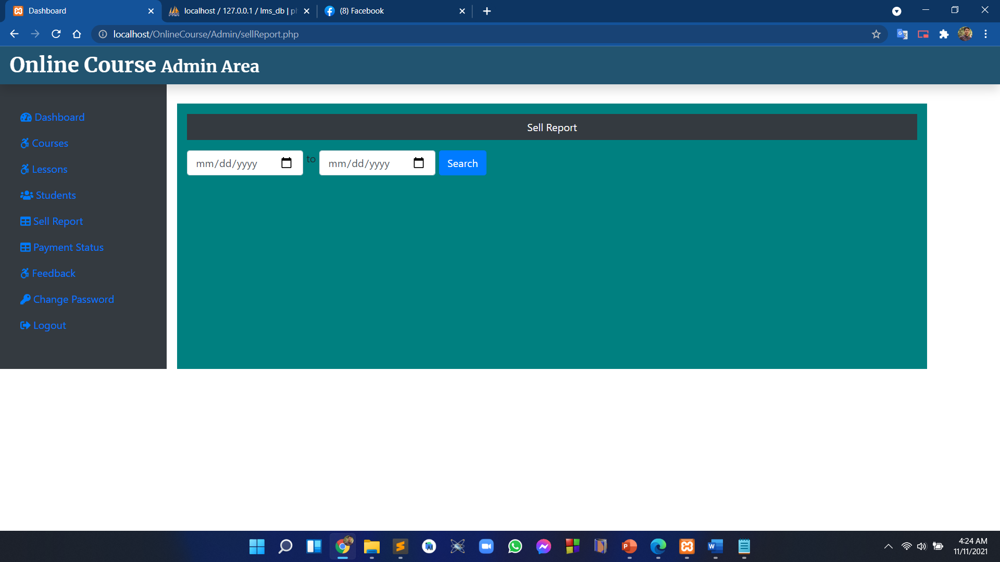 Dashboard
localhost / 127.0.0.1 / lms_db | ph
(8) Facebook
localhost/OnlineCourse/Admin/sellReport.php
Online Course Admin Area
Dashboard
Courses
Lessons
Students
Sell Report
Payment Status
Feedback
Change Password
Logout
Sell Report
mm/dd/yyyy to mm/dd/yyyy Search
4:24 AM
11/11/2021